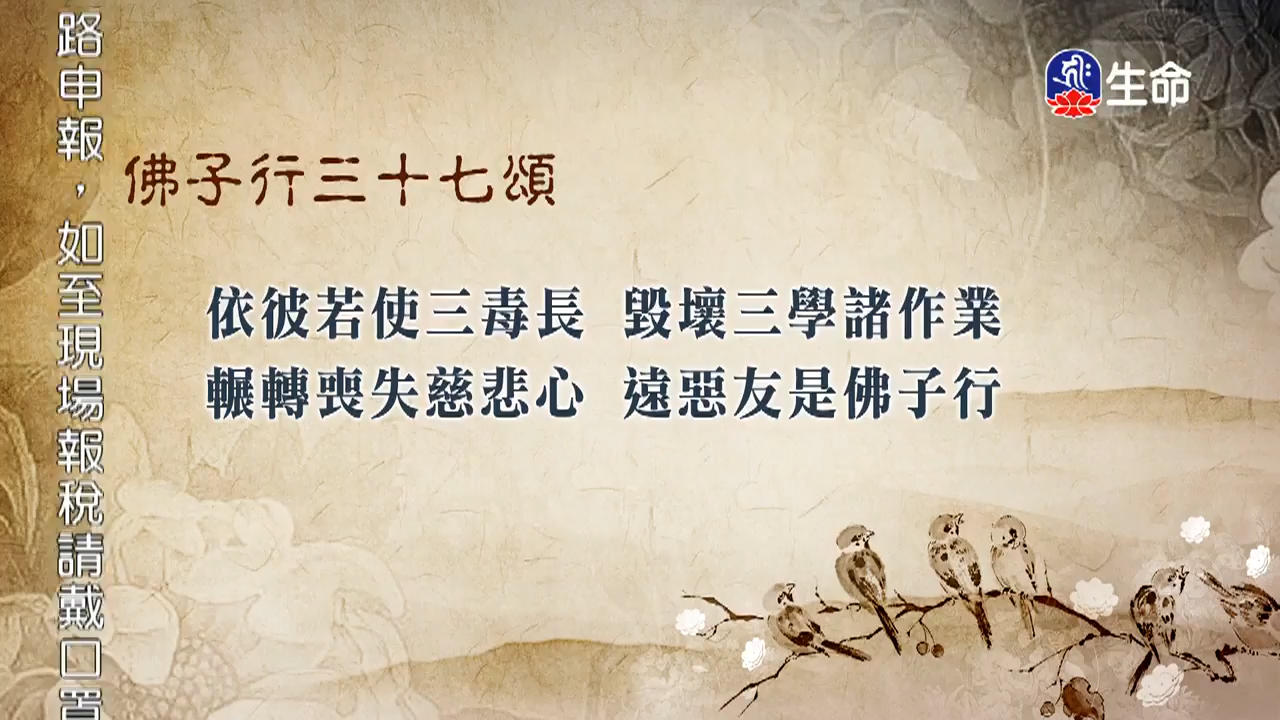 生命
佛子行三十七頌
依彼若使三毒長 毀壞三學諸作業
輾轉喪失慈悲心 遠惡友是佛子行
路申報，如至現場報稅請戴口罩